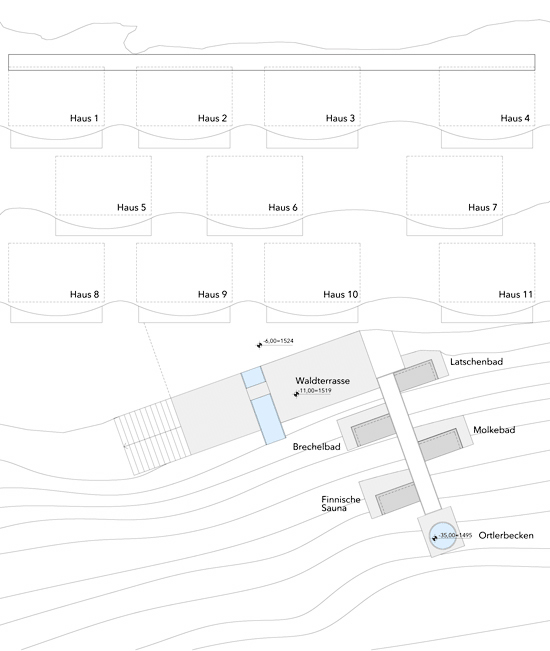 Haus 1
Haus 2
Haus 3
Haus 4
Haus 5
Haus 6
Haus 7
Haus 8
Haus 9
Haus 10
Haus 11
-6,00=1524
Latschenbad
Waldterrasse
-11,00=1519
Molkebad
Brechelbad
Finnische
Sauna
-35,00=1495
Ortlerbecken